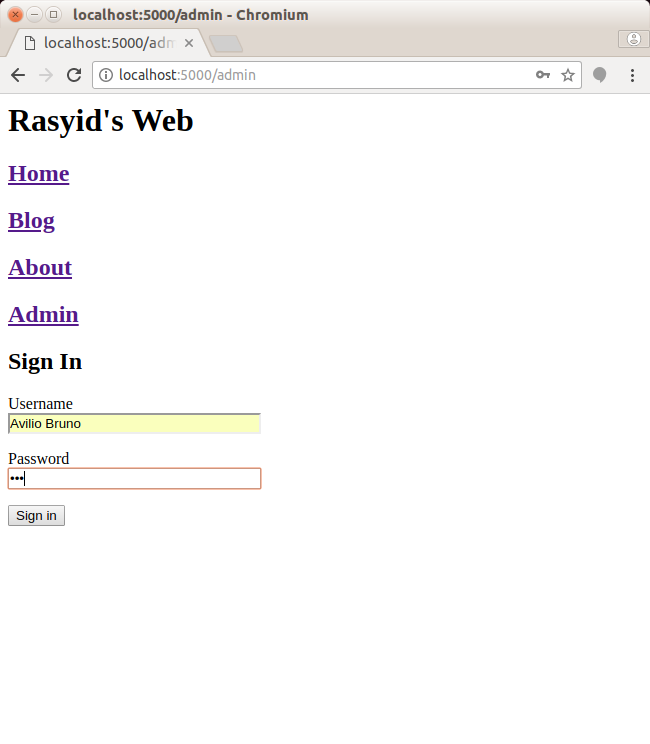 localhost:5000/admin - Chromium
localhost:5000/adm
localhost:5000/admin
Rasyid's Web
Home
Blog
About
Admin
Sign In
Username
Avilio Bruno
Password
•••
Sign in